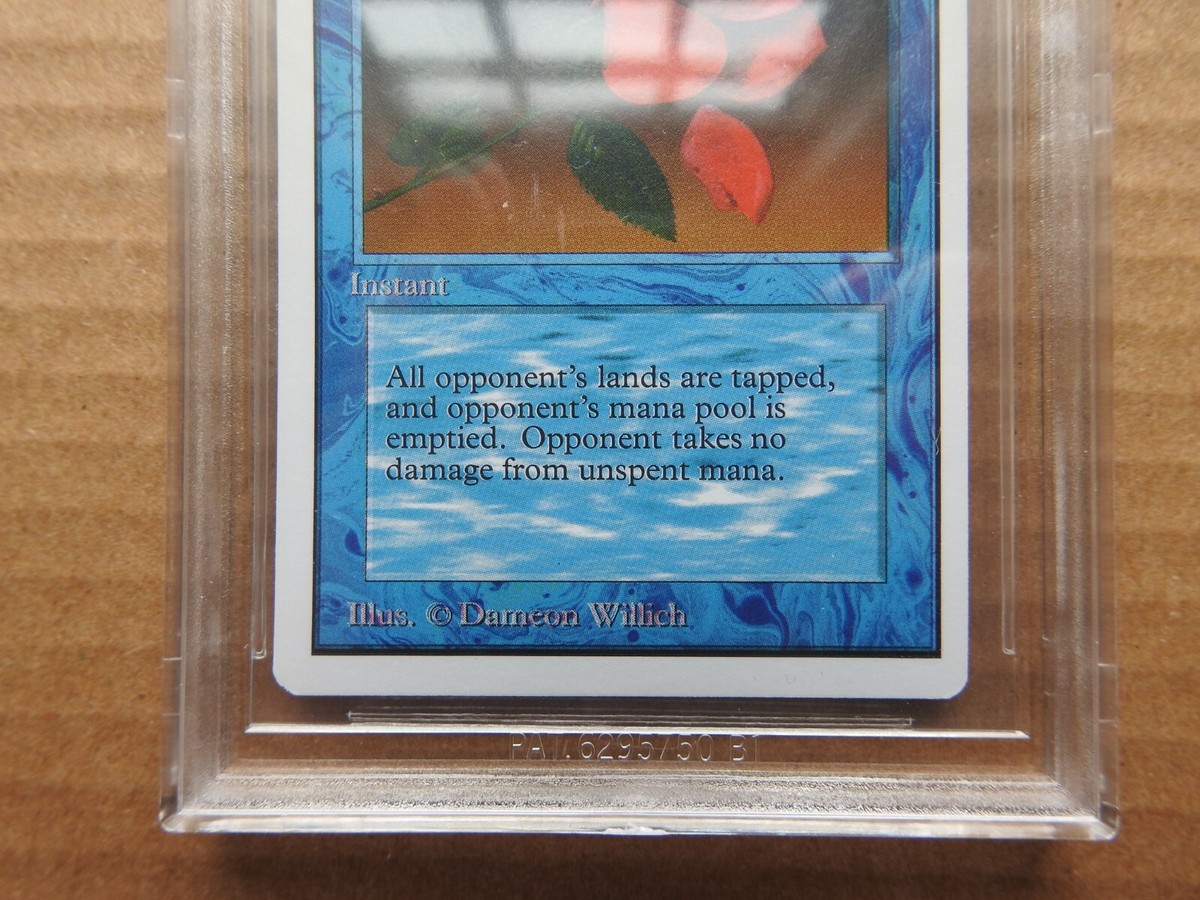 Instant
All opponent's lands are tapped,
and opponent's mana pool is
emptied. Opponent takes no
damage from unspent mana.
Illus. © Dameon Willich
PAT. 6295750 B1